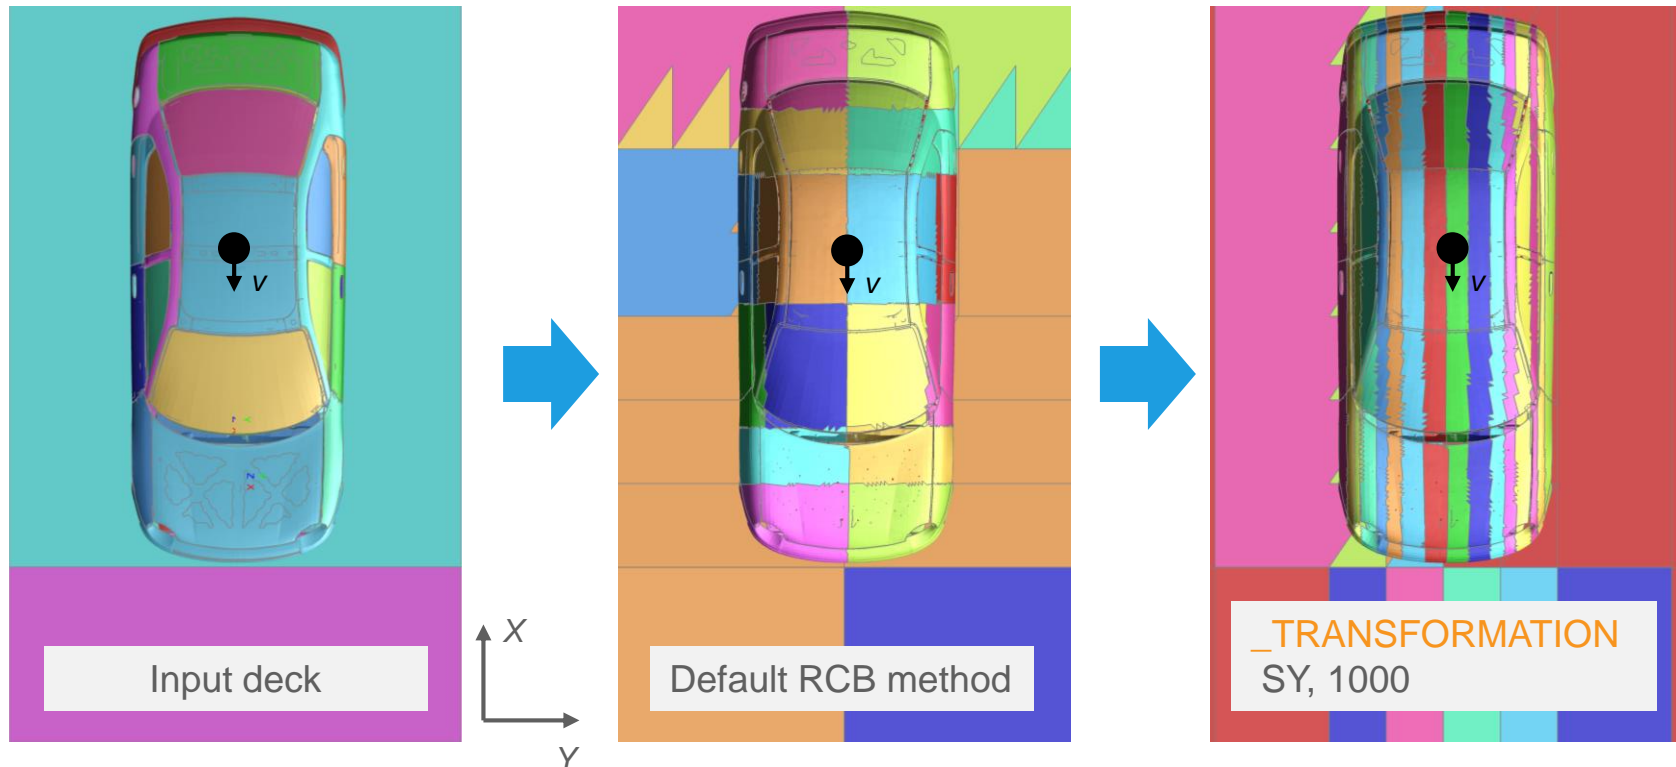 v
v
v
X
Y
Input deck
Default RCB method
_TRANSFORMATION
SY, 1000
Z
X